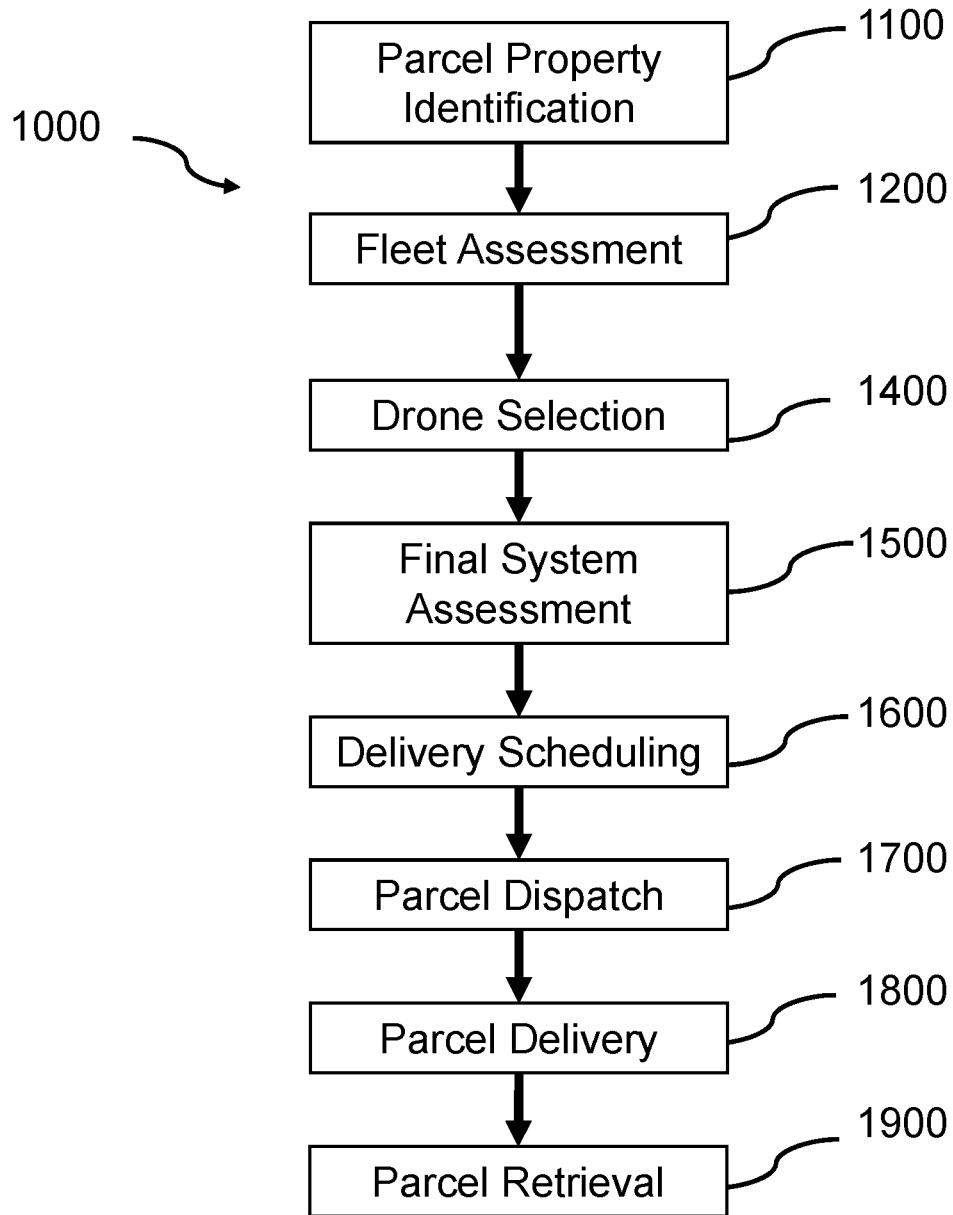 1100
Parcel Property
Identification
1000
1200
Fleet Assessment
1400
Drone Selection
1500
Final System
Assessment
1600
Delivery Scheduling
1700
Parcel Dispatch
1800
Parcel Delivery
1900
Parcel Retrieval